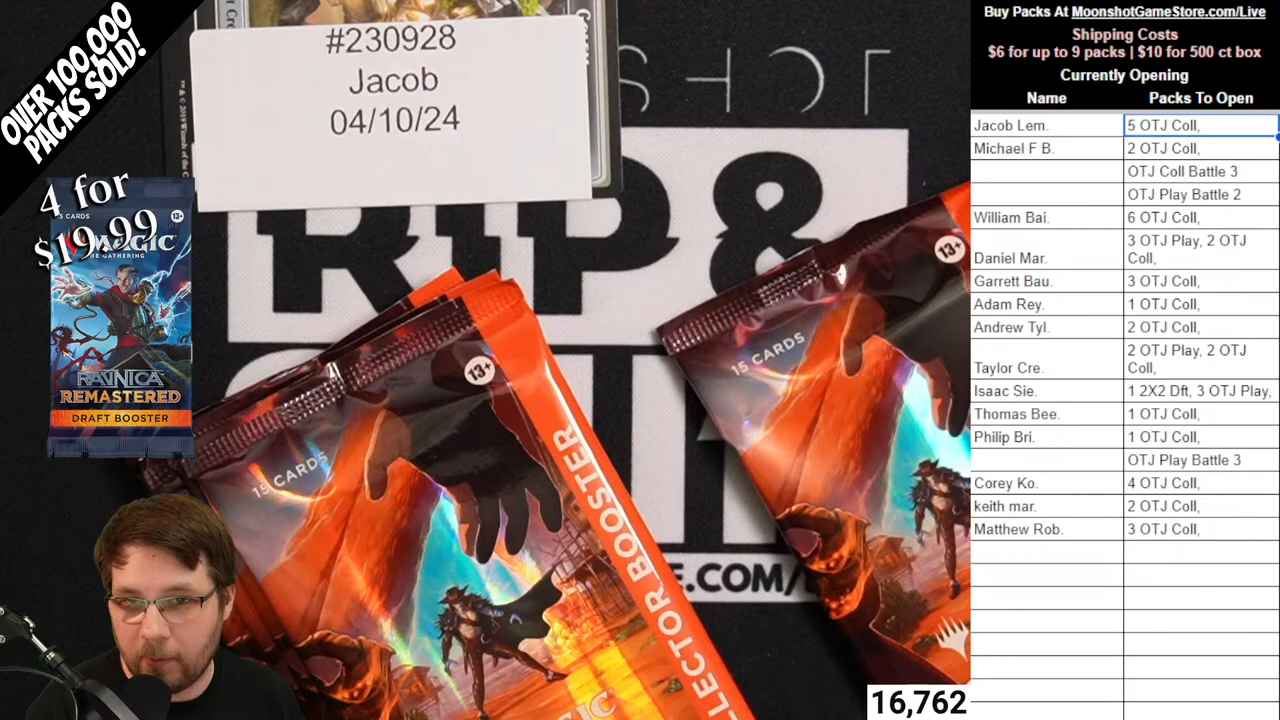 OVER 100,000
PACKS SOLD!
#230928
Jacob
04/10/24
4 for
$19.99
CARDS
13+
MAGIC
THE GATHERING
RAVNICA
REMASTERED
DRAFT BOOSTER
RIP &
13+
15 CARDS
COLLECTOR BOOSTER
13+
15 CARDS
.COM/
16,762
Buy Packs At MoonshotGameStore.com/Live
Shipping Costs
$6 for up to 9 packs | $10 for 500 ct box
Currently Opening
Name Packs To Open
Jacob Lem. 5 OTJ Coll,
Michael F B. 2 OTJ Coll,
OTJ Coll Battle 3
OTJ Play Battle 2
William Bai. 6 OTJ Coll,
3 OTJ Play, 2 OTJ
Daniel Mar. Coll,
Garrett Bau. 3 OTJ Coll,
Adam Rey. 1 OTJ Coll,
Andrew Tyl. 2 OTJ Coll,
2 OTJ Play, 2 OTJ
Taylor Cre. Coll,
Isaac Sie. 1 2X2 Dft, 3 OTJ Play,
Thomas Bee. 1 OTJ Coll,
Philip Bri. 1 OTJ Coll,
OTJ Play Battle 3
Corey Ko. 4 OTJ Coll,
keith mar. 2 OTJ Coll,
Matthew Rob. 3 OTJ Coll,